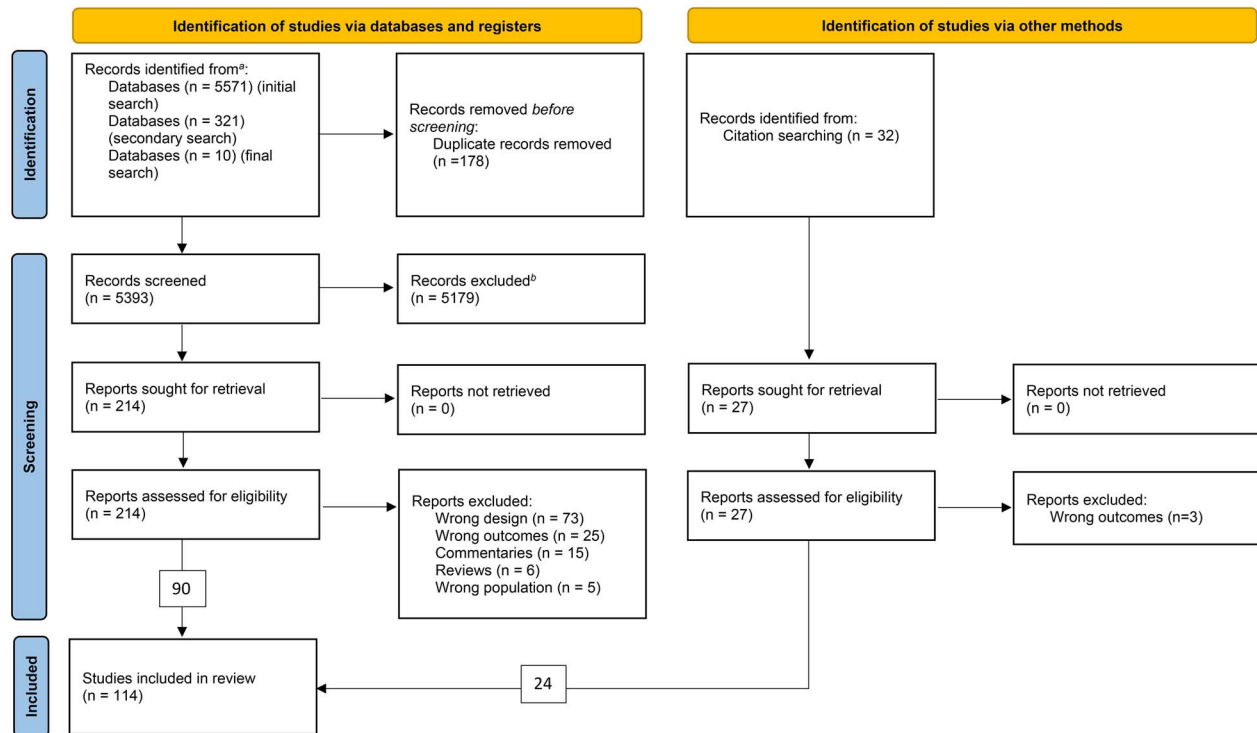 Identification of studies via databases and registers
Identification of studies via other methods
Identification
Records identified fromᵃ:
Databases (n = 5571) (initial
search)
Databases (n = 321)
(secondary search)
Databases (n = 10) (final
search)
Records removed before
screening:
Duplicate records removed
(n =178)
Records identified from:
Citation searching (n = 32)
Screening
Records screened
(n = 5393)
Records excludedᵇ
(n = 5179)
Reports sought for retrieval
(n = 214)
Reports not retrieved
(n = 0)
Reports sought for retrieval
(n = 27)
Reports not retrieved
(n = 0)
Reports assessed for eligibility
(n = 214)
Reports excluded:
Wrong design (n = 73)
Wrong outcomes (n = 25)
Commentaries (n = 15)
Reviews (n = 6)
Wrong population (n = 5)
Reports assessed for eligibility
(n = 27)
Reports excluded:
Wrong outcomes (n=3)
90
Included
Studies included in review
(n = 114)
24